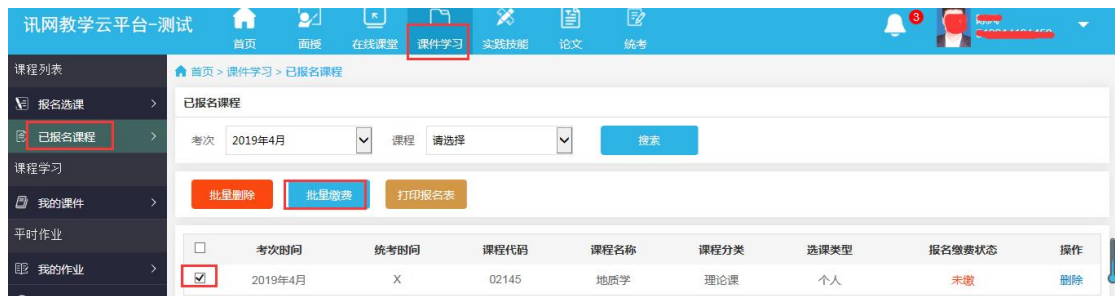 讯网教学云平台-测试
首页 面授 在线课堂 课件学习 实践技能 论文 统考
3
课程列表
首页 > 课件学习 > 已报名课程
报名选课 >
已报名课程
已报名课程 >
考次 2019年4月 课程 请选择 搜索
课程学习
我的课件 >
批量删除 批量缴费 打印报名表
平时作业
考次时间 统考时间 课程代码 课程名称 课程分类 选课类型 报名缴费状态 操作
我的作业 >
2019年4月 X 02145 地质学 理论课 个人 未缴 删除